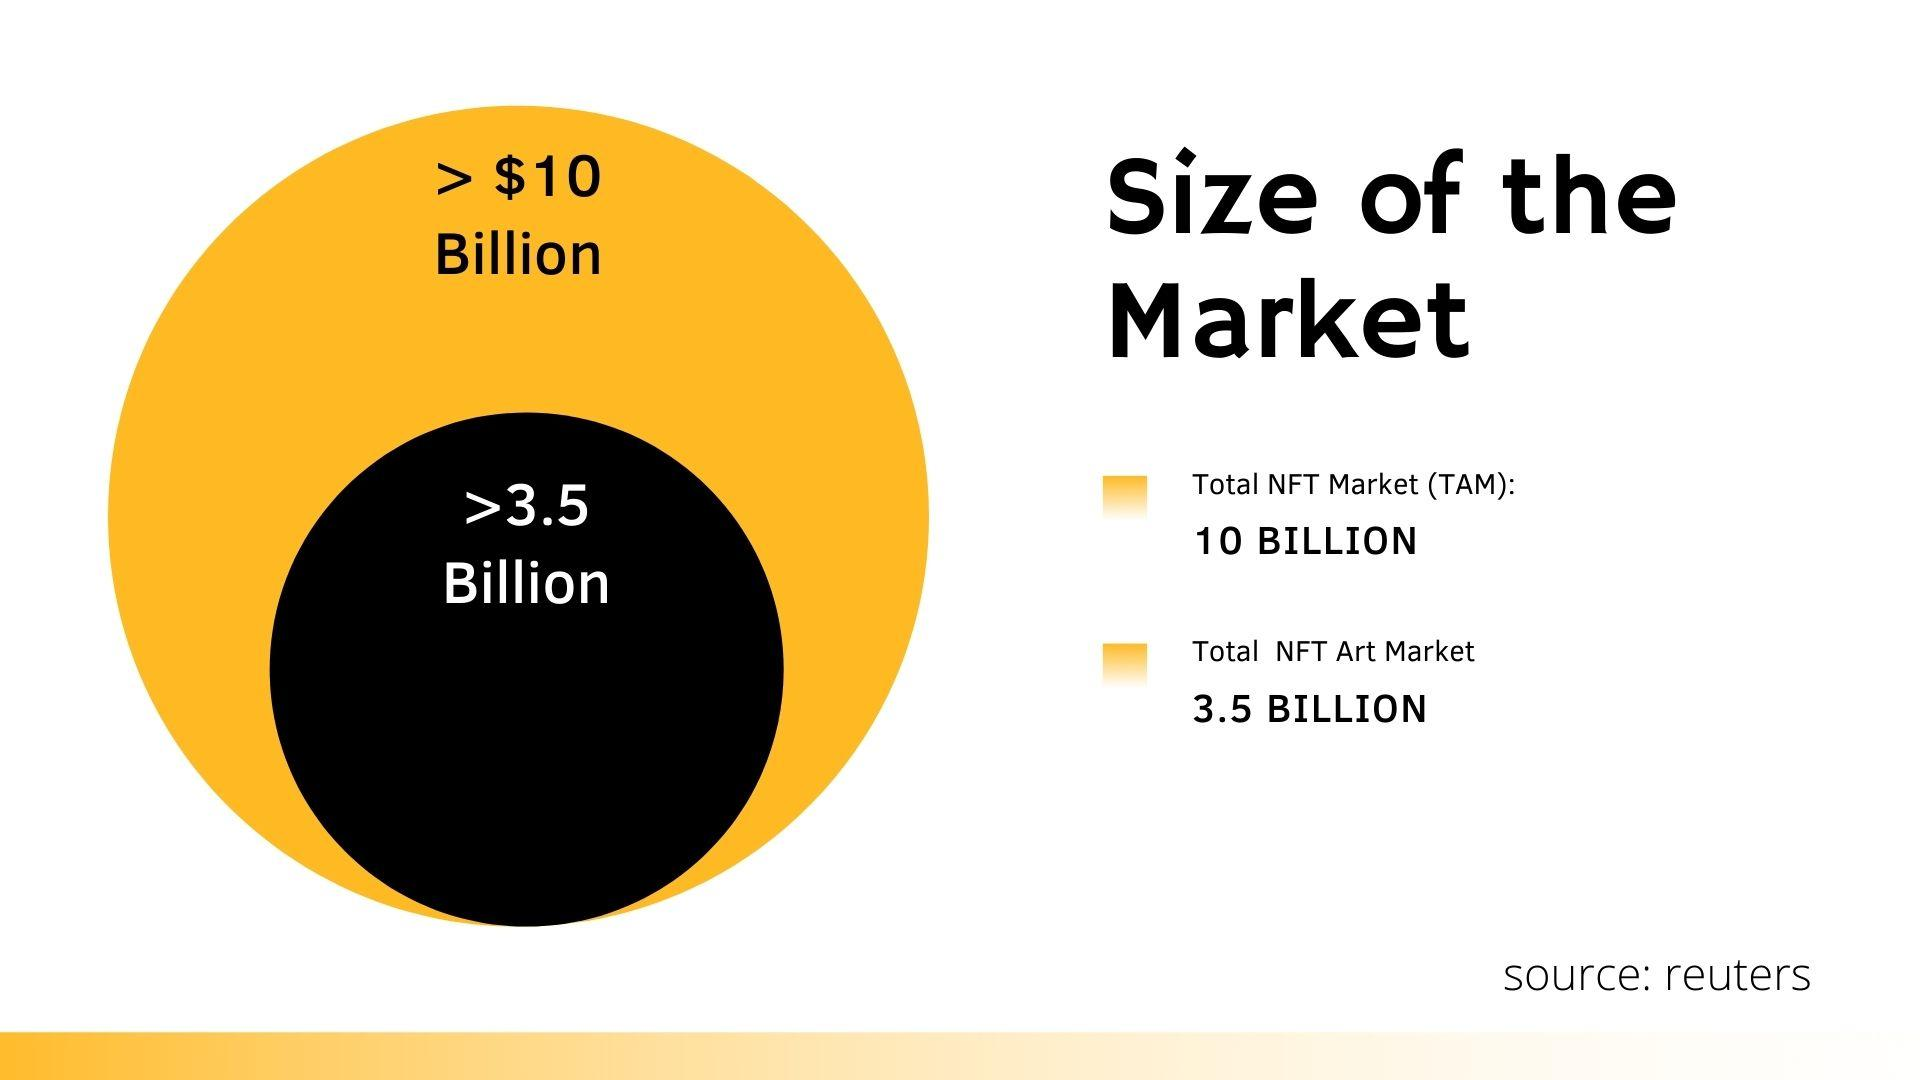 > $10
Billion
>3.5
Billion
Size of the
Market
Total NFT Market (TAM):
10 BILLION
Total  NFT Art Market
3.5 BILLION
source: reuters